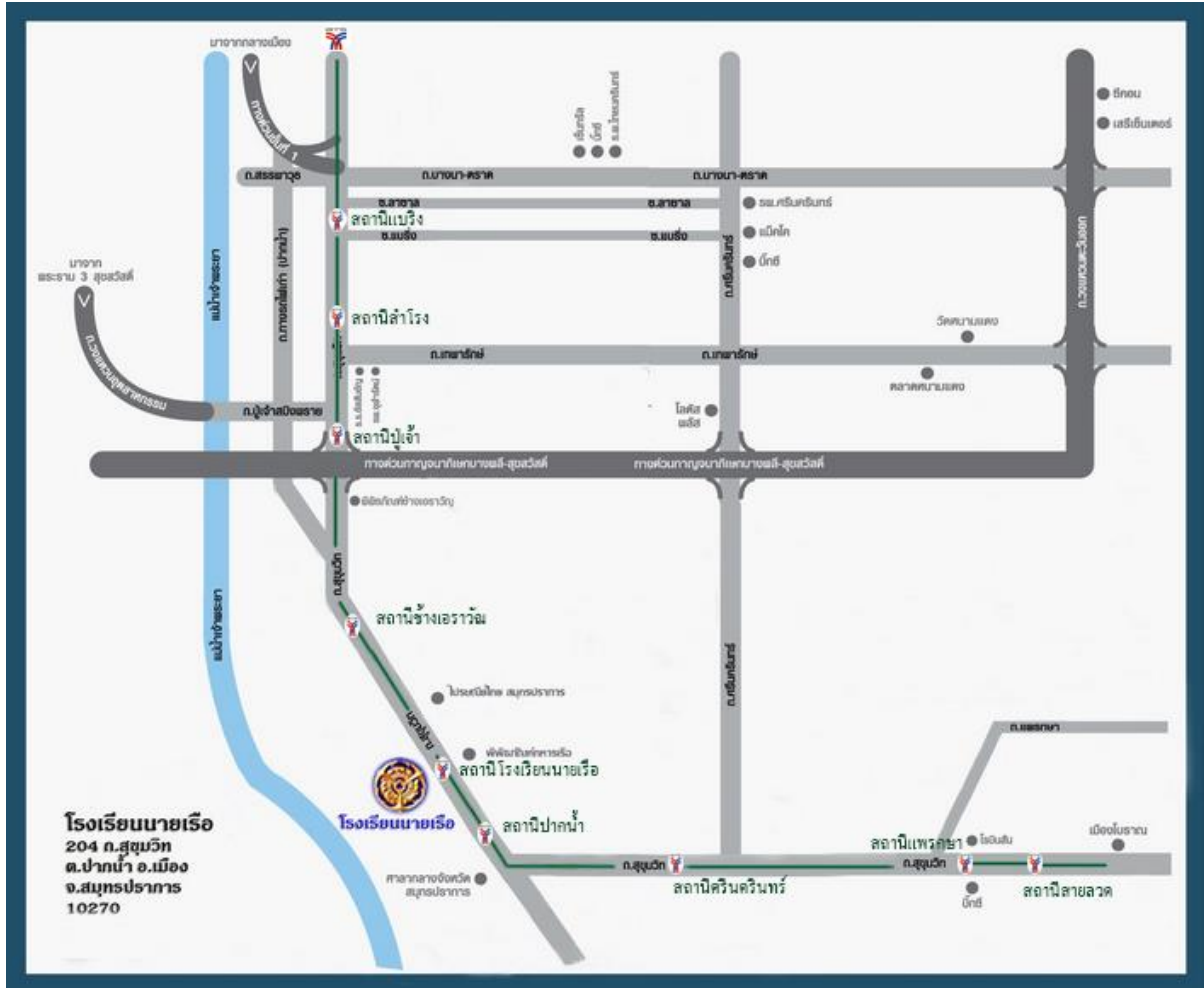 มาจากกลางเมือง
ทางด่วนขั้นที่ 1
ซีคอน
เสรีเซ็นเตอร์
เซ็นทรัล
บิ๊กซี
ร.พ.ไทยนครินทร์
ถ.สรรพาวุธ
ถ.บางนา-ตราด
ถ.บางนา-ตราด
ซ.ลาซาล
ซ.ลาซาล
รพ.ศรีนครินทร์
สถานีแบริ่ง
ซ.แบริ่ง
ซ.แบริ่ง
แม็คโค
บิ๊กซี
มาจาก
พระราม 3 สุขสวัสดิ์
แม่น้ำเจ้าพระยา
ถ.ทางรถไฟเก่า (ปากน้ำ)
ถ.ศรีนครินทร์
ถ.วงแหวนตะวันออก
สถานีสำโรง
วัดหนามแดง
ถ.วงแหวนอุตสาหกรรม
ถ.เทพารักษ์
ถ.เทพารักษ์
ตลาดหนามแดง
ถ.ปู่เจ้าสมิงพราย
โลตัส
พลัส
สถานีปู่เจ้า
ทางด่วนกาญจนาภิเษกบางพลี-สุขสวัสดิ์
ทางด่วนกาญจนาภิเษกบางพลี-สุขสวัสดิ์
พิพิธภัณฑ์ช้างเอราวัณ
ถ.สุขุมวิท
แม่น้ำเจ้าพระยา
สถานีช้างเอราวัณ
ถ.ศรีนครินทร์
ไปรษณีย์ไทย สมุทรปราการ
ถ.สุขุมวิท
ถ.แพรกษา
พิพิธภัณฑ์ทหารเรือ
สถานีโรงเรียนนายเรือ
โรงเรียนนายเรือ
สถานีปากน้ำ
โรงเรียนนายเรือ
204 ถ.สุขุมวิท
ต.ปากน้ำ อ.เมือง
จ.สมุทรปราการ
10270
สถานีแพรกษา
โรบินสัน
เมืองโบราณ
ถ.สุขุมวิท
ถ.สุขุมวิท
ศาลากลางจังหวัด
สมุทรปราการ
สถานีศรีนครินทร์
บิ๊กซี
สถานีสายลวด